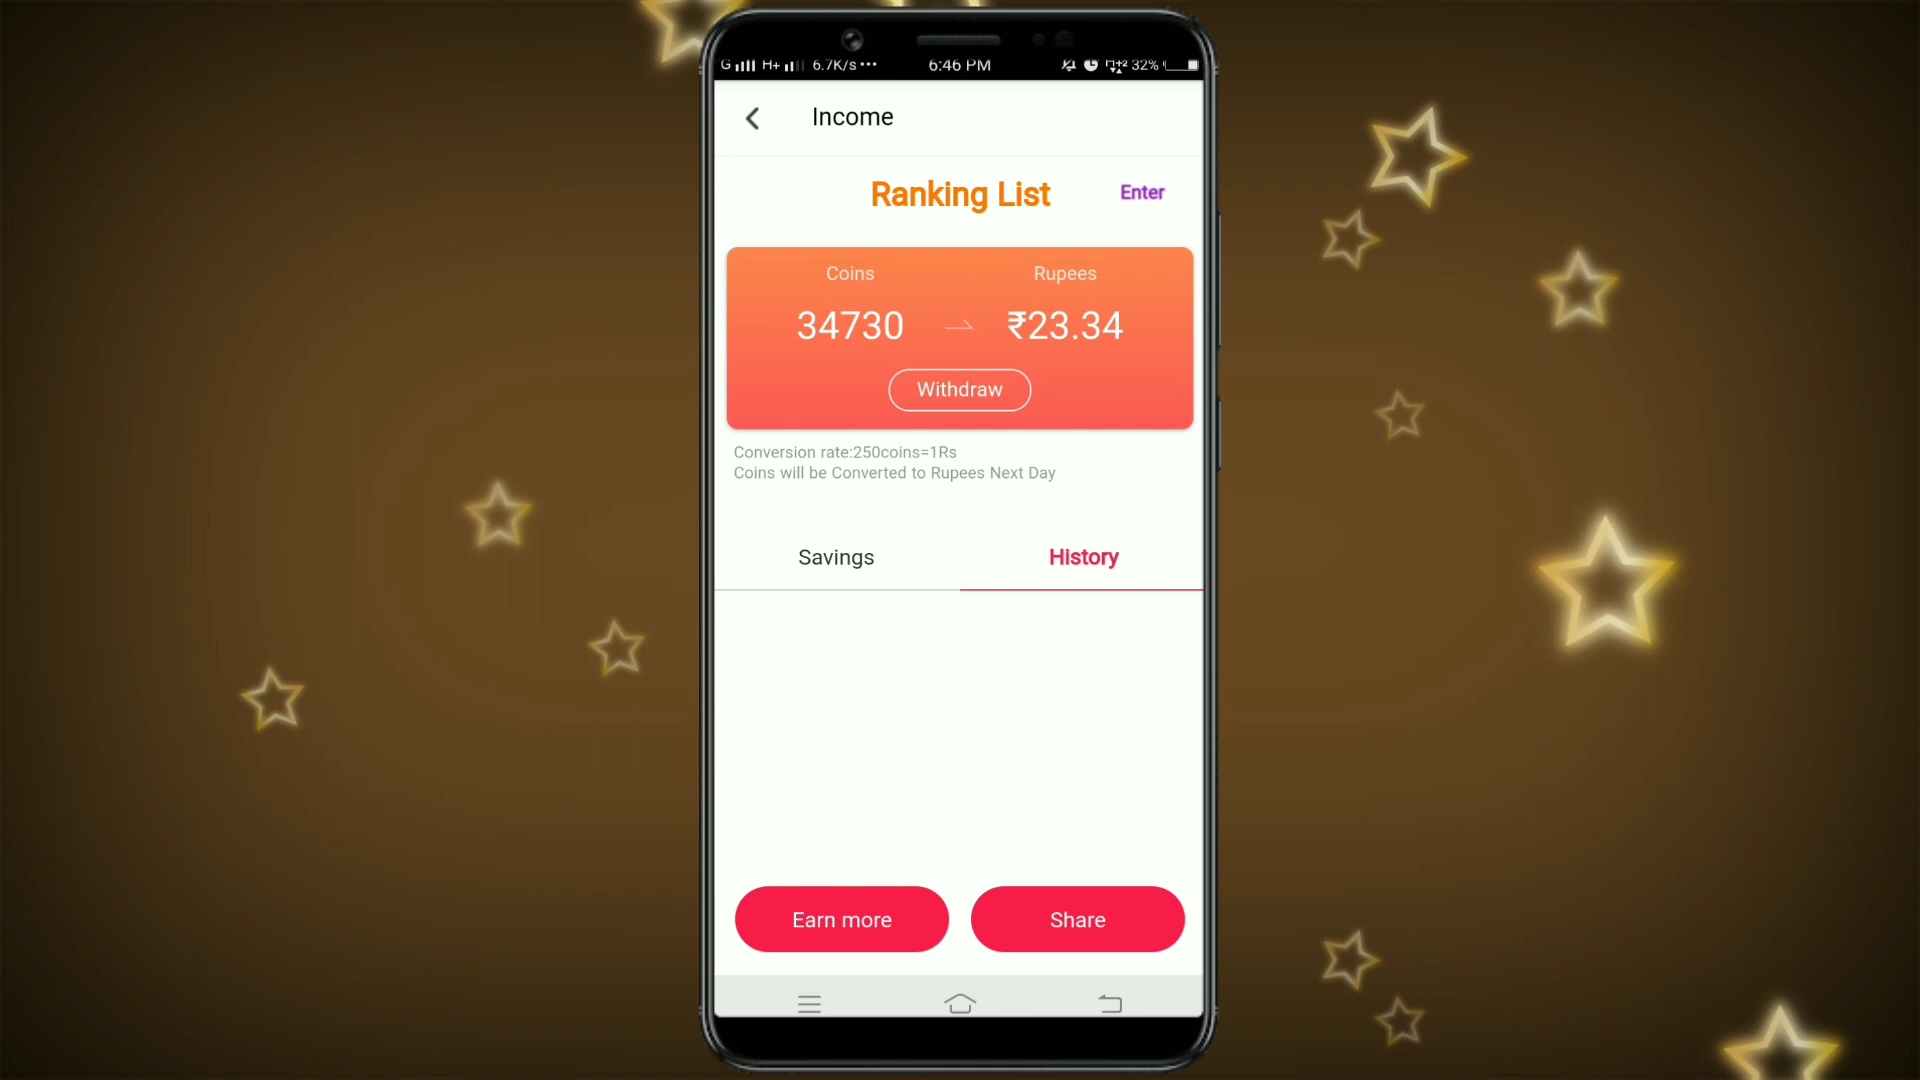 G H+ 6.7K/s ••• 6:46 PM 32%
Income
Ranking List Enter
Coins Rupees
34730 → ₹23.34
Withdraw
Conversion rate:250coins=1Rs
Coins will be Converted to Rupees Next Day
Savings History
Earn more Share